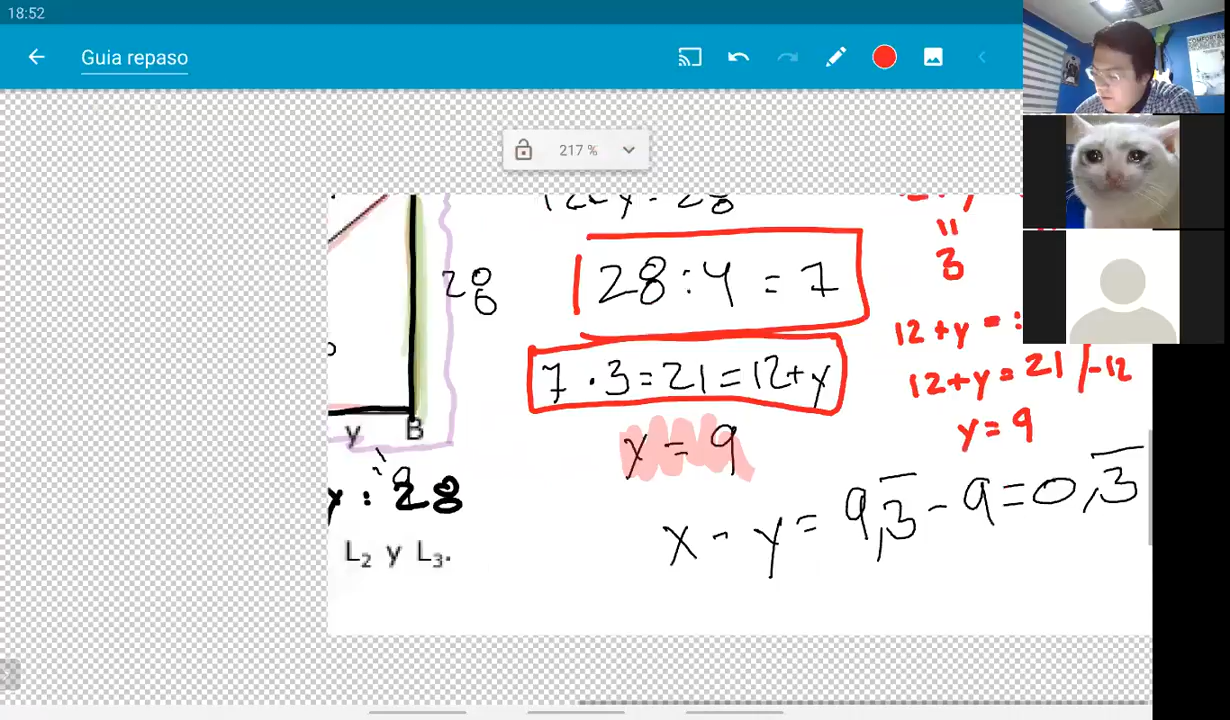 18:52
Guia repaso
217 %
28
28:4 = 7
7 · 3 = 21 = 12+y
y = 9
x - y = 9,3̅ - 9 = 0,3̅
y B
: 28
L₂ y L₃.
"
3
12+y =
12+y = 21 /-12
y = 9